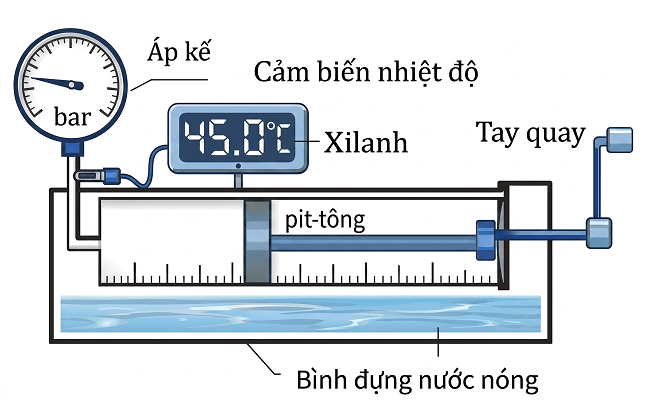 Áp kế
Cảm biến nhiệt độ
bar
45.0°C
Xilanh
Tay quay
pit-tông
Bình đựng nước nóng